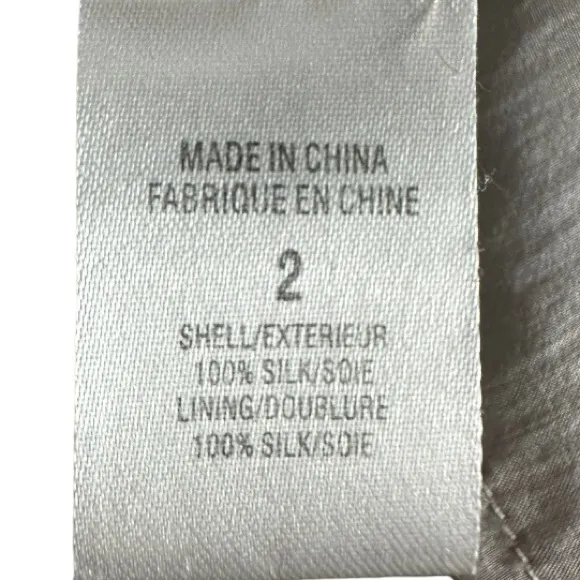 MADE IN CHINA
FABRIQUE EN CHINE
2
SHELL/EXTERIEUR
100% SILK/SOIE
LINING/DOUBLURE
100% SILK/SOIE